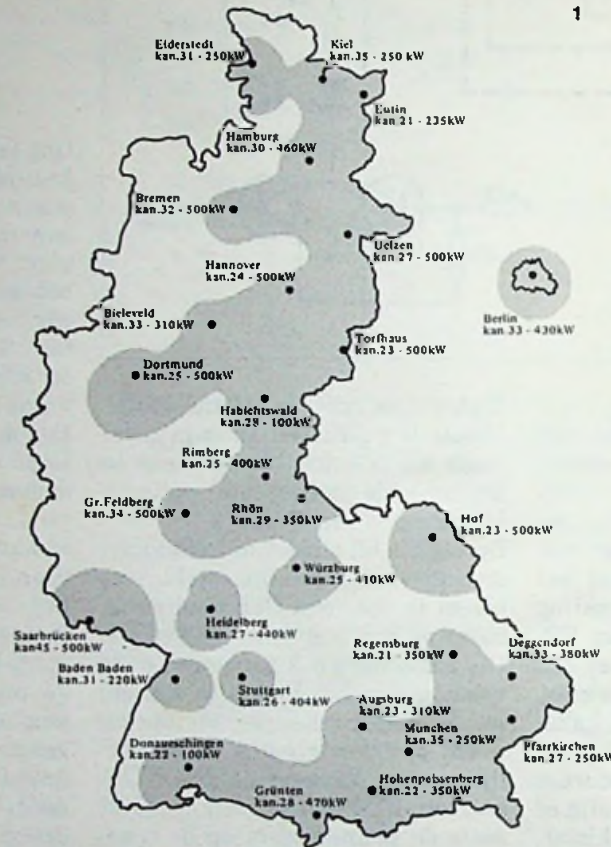 1
Eiderstedt
kan.31 - 250kW
Kiel
kan.35 - 250 kW
Eutin
kan 21 - 235kW
Hamburg
kan.30 - 460kW
Bremen
kan.32 - 500kW
Uelzen
kan 27 - 500kW
Hannover
kan.24 - 500kW
Berlin
kan 33 - 430kW
Bieleveld
kan.33 - 310kW
Torfhaus
kan.23 - 500kW
Dortmund
kan.25 - 500kW
Habichtswald
kan.28 - 100kW
Rimberg
kan.25 - 400kW
Gr.Feldberg
kan.34 - 500kW
Rhön
kan.29 - 350kW
Hof
kan.23 - 500kW
Würzburg
kan.25 - 410kW
Saarbrücken
kan45 - 500kW
Heidelberg
kan.27 - 440kW
Regensburg
kan.21 - 350kW
Deggendorf
kan.33 - 380kW
Baden Baden
kan.31 - 220kW
Stuttgart
kan.26 - 404kW
Augsburg
kan.23 - 310kW
Munchen
kan.35 - 250kW
Pfarrkirchen
kan.27 - 250kW
Donaueschingen
kan.22 - 100kW
Hohenpeissenberg
kan.22 - 350kW
Grünten
kan.28 - 470kW